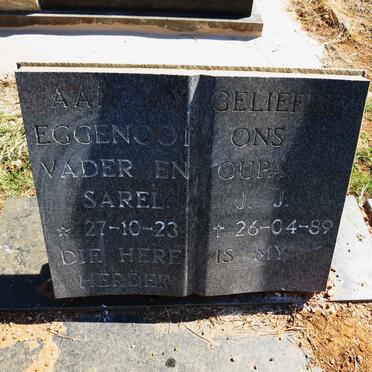 AAN MY GELIEFDE
EGGENOOT ONS
VADER EN OUPA
SAREL J. J.
* 27-10-23 † 26-04-89
DIE HERE IS MY
HERDER